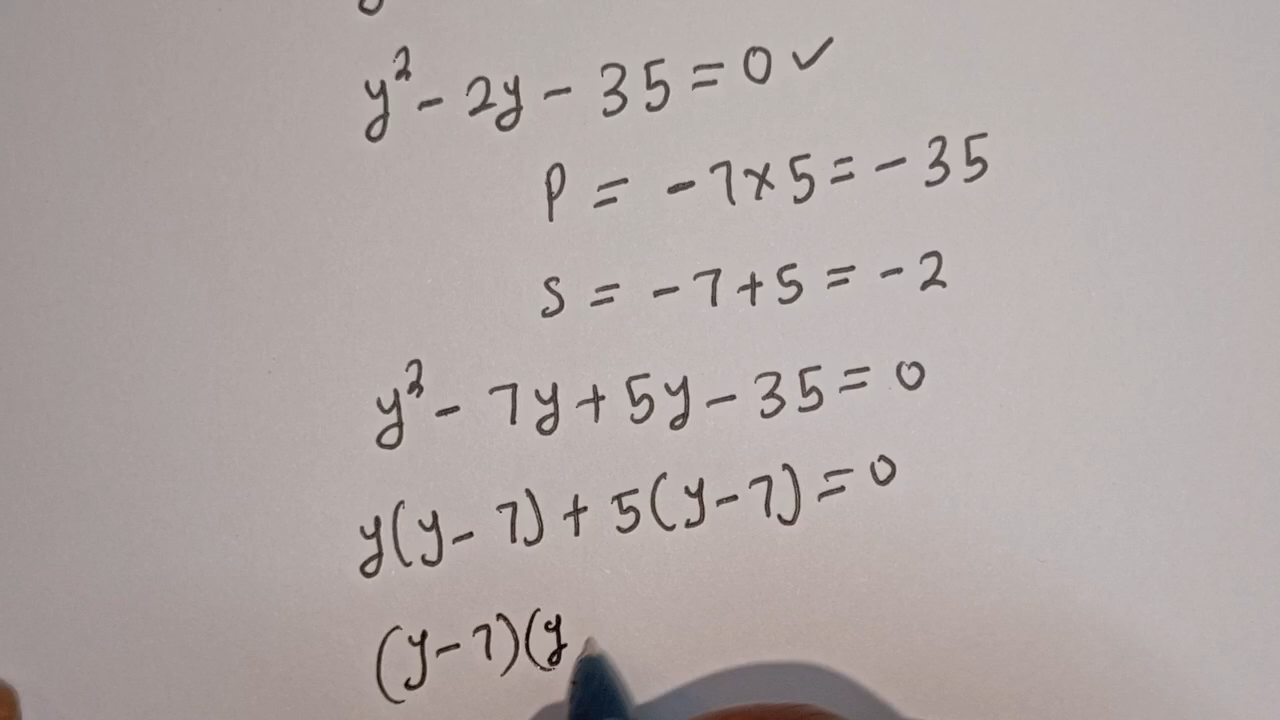 y² - 2y - 35 = 0 ✓
P = -7 × 5 = -35
S = -7 + 5 = -2
y² - 7y + 5y - 35 = 0
y(y - 7) + 5(y - 7) = 0
(y - 7)(y